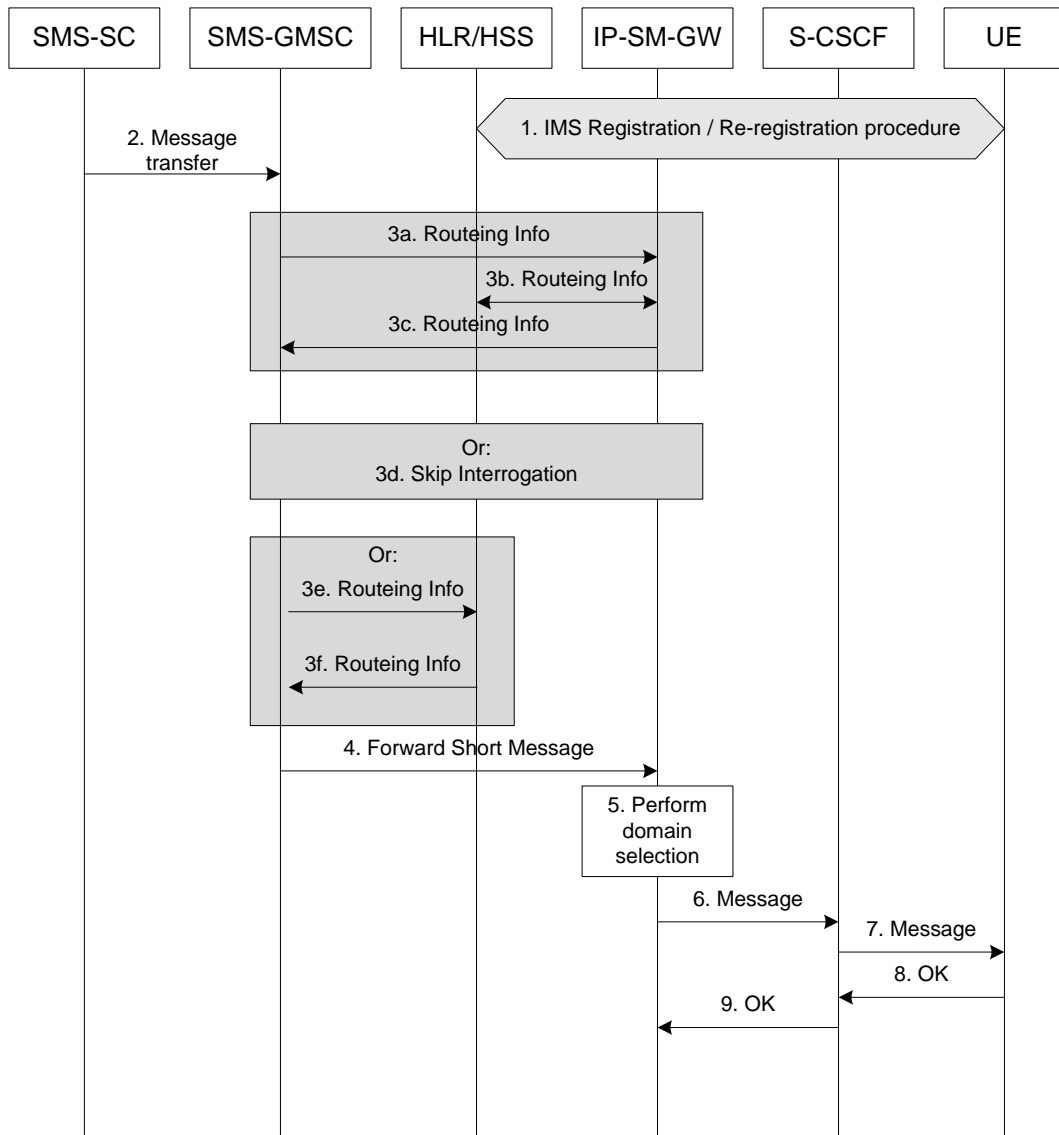 SMS-SC
SMS-GMSC
HLR/HSS
IP-SM-GW
S-CSCF
UE
1. IMS Registration / Re-registration procedure
2. Message
transfer
3a. Routeing Info
3b. Routeing Info
3c. Routeing Info
Or:
3d. Skip Interrogation
Or:
3e. Routeing Info
3f. Routeing Info
4. Forward Short Message
5. Perform
domain
selection
6. Message
7. Message
8. OK
9. OK